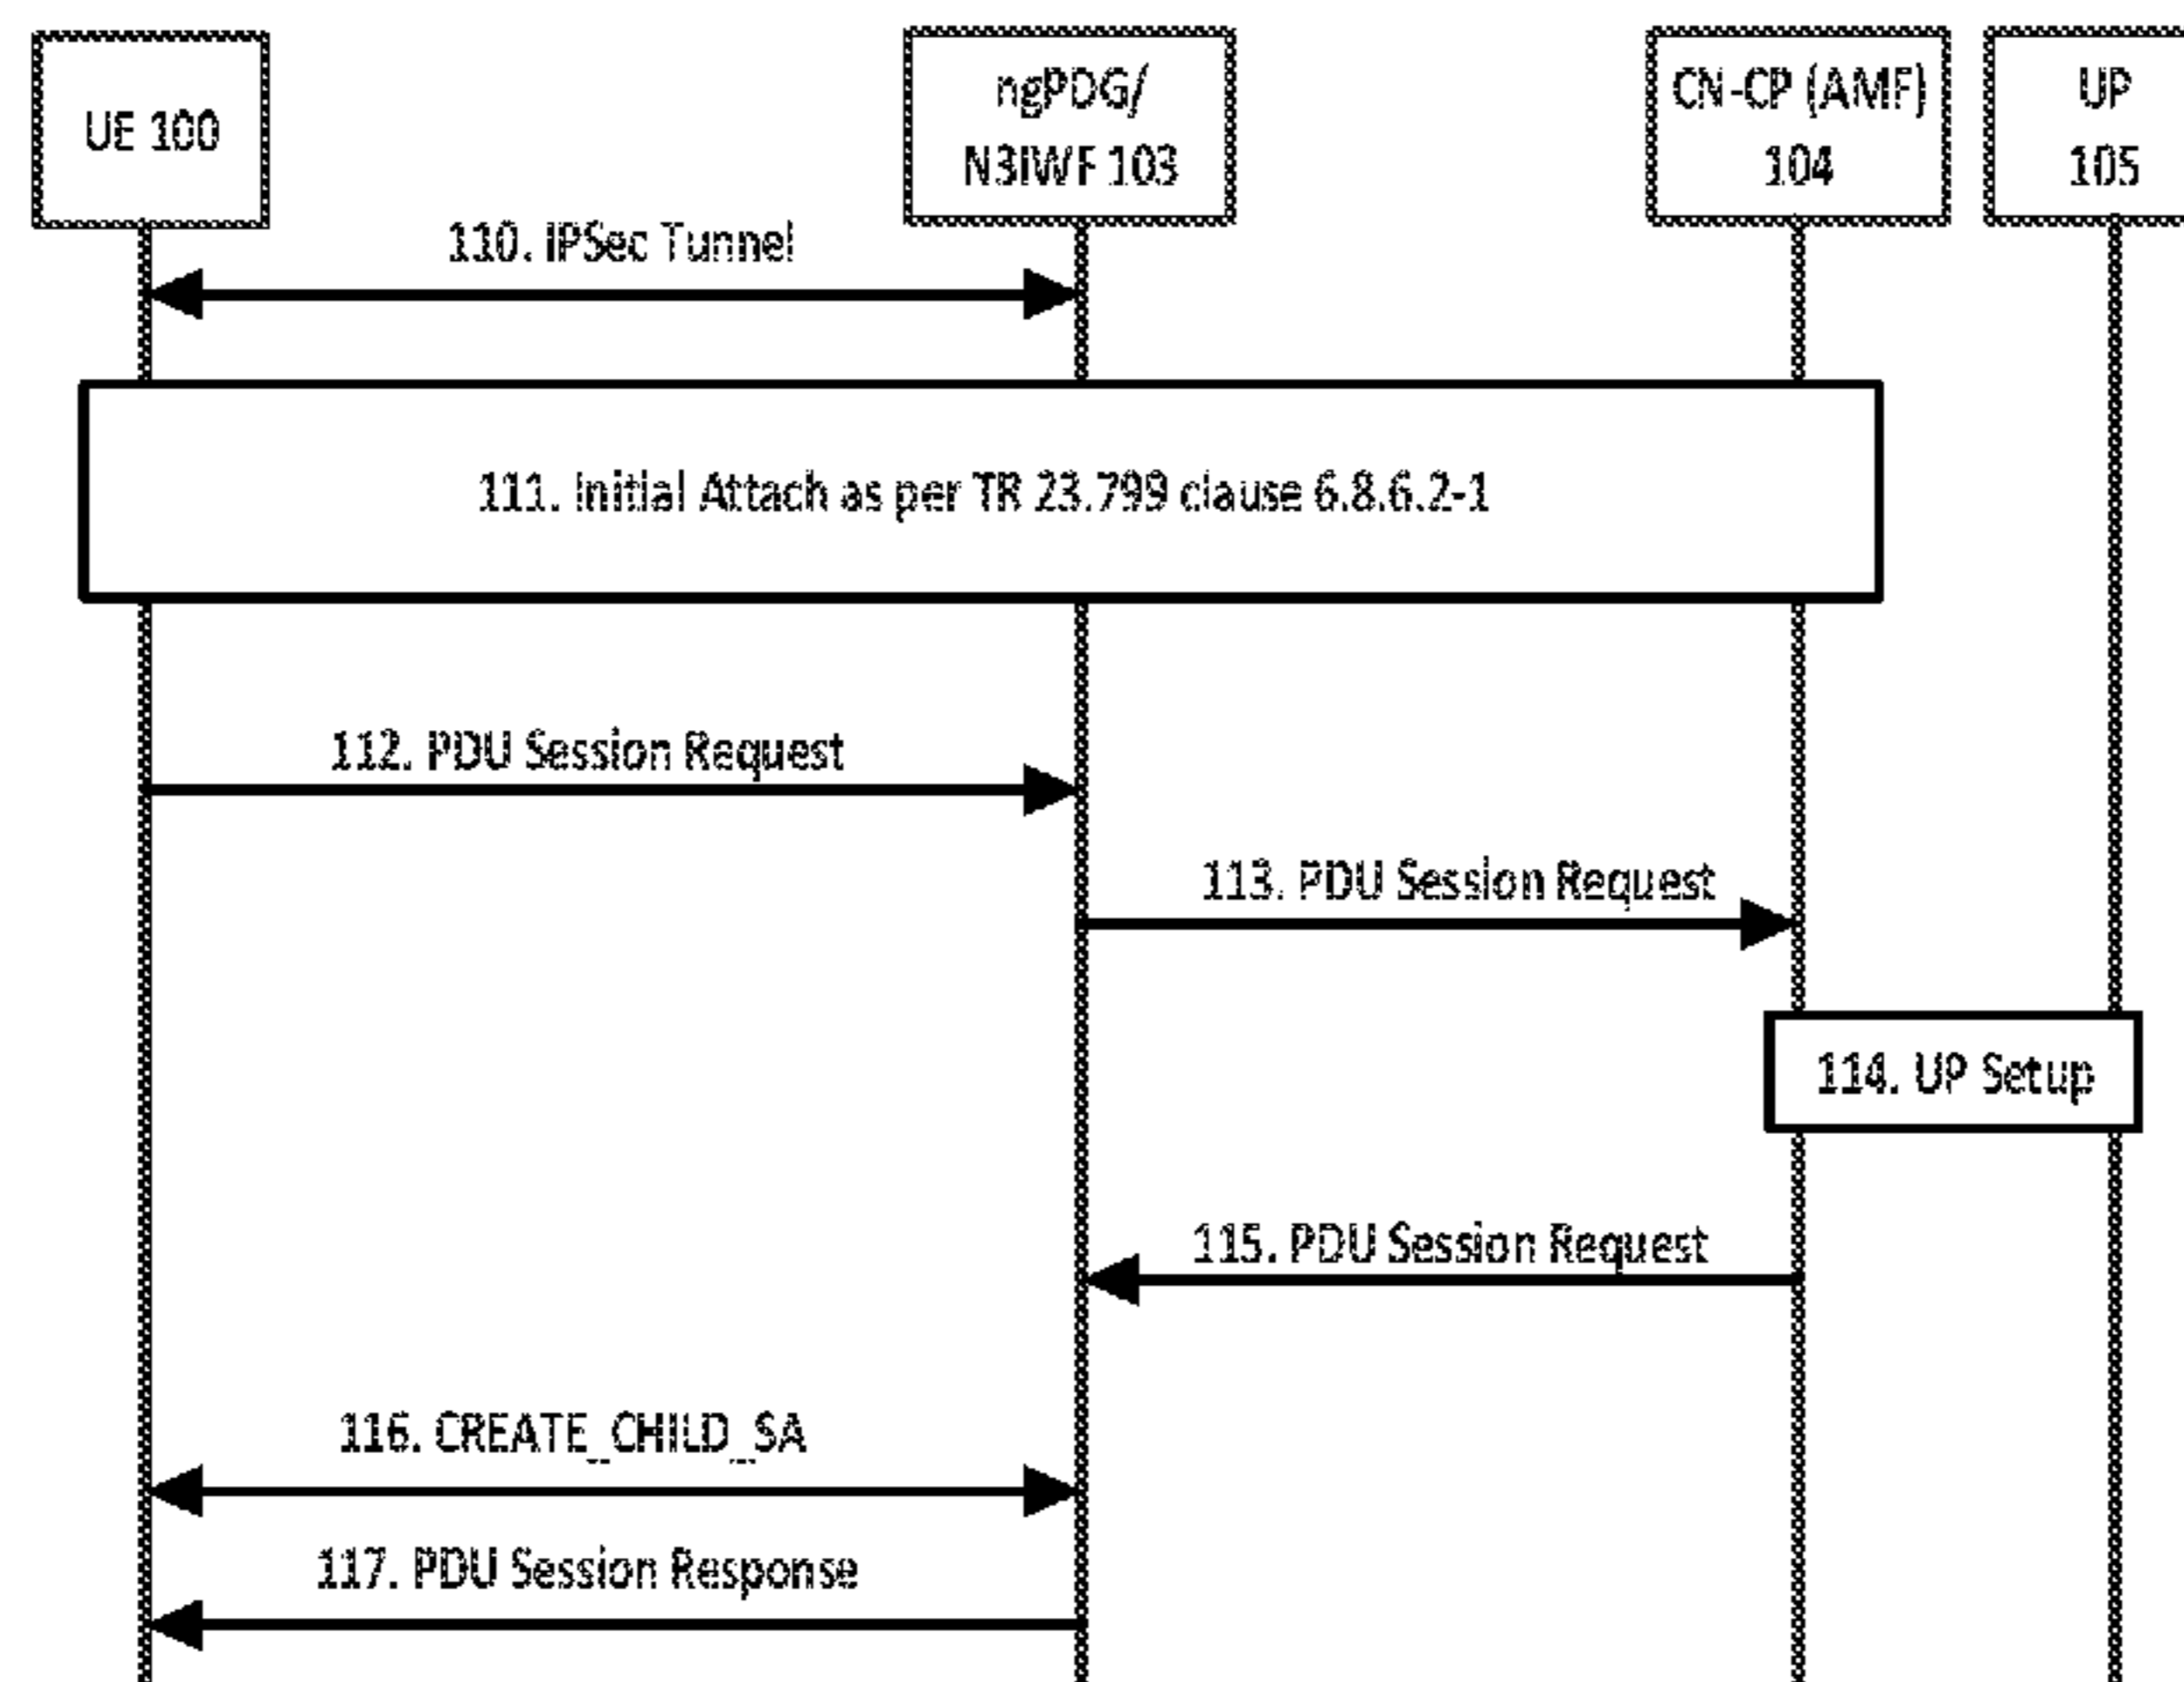 UE 100
ngPDG/
N3IWF 103
CN-CP (AMF)
104
UP
105
110. IPSec Tunnel
111. Initial Attach as per TR 23.799 clause 6.8.6.2-1
112. PDU Session Request
113. PDU Session Request
114. UP Setup
115. PDU Session Request
116. CREATE_CHILD_SA
117. PDU Session Response